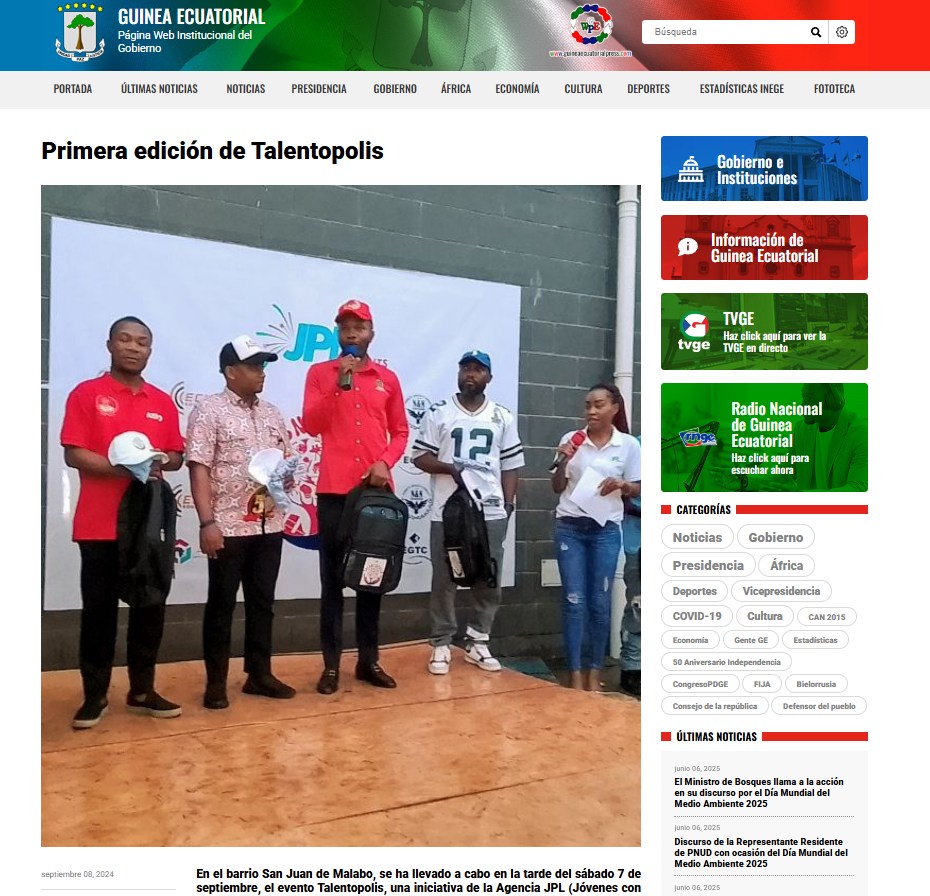 GUINEA ECUATORIAL
Página Web Institucional del
Gobierno
WPE
www.guineaecuatorialpress.com
Búsqueda
PORTADA
ÚLTIMAS NOTICIAS
NOTICIAS
PRESIDENCIA
GOBIERNO
ÁFRICA
ECONOMÍA
CULTURA
DEPORTES
ESTADÍSTICAS INEGE
FOTOTECA
Primera edición de Talentopolis
JPL
12
EGTC
septiembre 08, 2024
En el barrio San Juan de Malabo, se ha llevado a cabo en la tarde del sábado 7 de
septiembre, el evento Talentopolis, una iniciativa de la Agencia JPL (Jóvenes con
Gobierno e
Instituciones
Información de
Guinea Ecuatorial
tvge
TVGE
Haz click aquí para ver la
TVGE en directo
Radio Nacional
de Guinea
Ecuatorial
Haz click aquí para
escuchar ahora
CATEGORÍAS
Noticias
Gobierno
Presidencia
África
Deportes
Vicepresidencia
COVID-19
Cultura
CAN 2015
Economía
Gente GE
Estadísticas
50 Aniversario Independencia
CongresoPDGE
FIJA
Bielorrusia
Consejo de la república
Defensor del pueblo
ÚLTIMAS NOTICIAS
junio 06, 2025
El Ministro de Bosques llama a la acción
en su discurso por el Día Mundial del
Medio Ambiente 2025
junio 06, 2025
Discurso de la Representante Residente
de PNUD con ocasión del Día Mundial del
Medio Ambiente 2025
junio 06, 2025